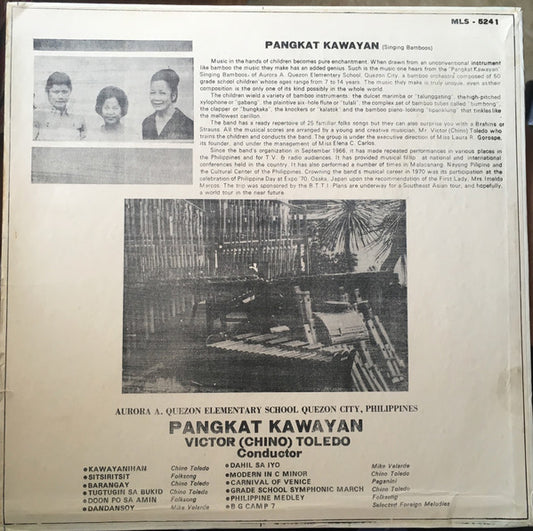 MLS - 5241
PANGKAT KAWAYAN (Singing Bamboos)
Music in the hands of children becomes pure enchantment. When drawn from an unconventional instrument
like bamboo the music they make has an added genius. Such is the music one hears from the "Pangkat Kawayan",
Singing Bamboos, of Aurora A. Quezon Elementary School, Quezon City, a bamboo orchestra composed of 50
grade school children whose ages range from 7 to 14 years. The music they make is truly unique, even as their
composition is the only one of its kind possibly in the whole world.
The children wield a variety of bamboo instruments: the dulcet marimba or "talunggating", the high-pitched
xylophone or "gabang", the plaintive six-hole flute or "tulali", the complex set of bamboo tubes called "bumbong",
the clapper or "bungkaka", the knockers or "kalatok" and the bamboo piano-looking "tipangklung" that tinkles like
the mellowest carillon.
The band has a ready repertoire of 25 familiar folks songs but they can also surprise you with a Brahms or
Strauss. All the musical scores are arranged by a young and creative musician, Mr. Victor (Chino) Toledo who
trains the children and conducts the band. The group is under the executive direction of Miss Laura R. Gorospe,
its founder, and under the management of Miss Elena C. Carlos.
Since the band's organization in September 1966, it has made repeated performances in various places in
the Philippines and for T.V. & radio audiences. It has provided musical fillip at national and international
conferences held in the country. It has also performed a number of times in Malacanang, Nayong Pilipino and
the Cultural Center of the Philippines. Crowning the band's musical career in 1970 was its participation at the
celebration of Philippine Day at Expo '70, Osaka, Japan upon the recommendation of the First Lady, Mrs. Imelda
Marcos. The trip was sponsored by the B.T.T.I. Plans are underway for a Southeast Asian tour, and hopefully,
a world tour in the near future.
AURORA A. QUEZON ELEMENTARY SCHOOL QUEZON CITY, PHILIPPINES
PANGKAT KAWAYAN
VICTOR (CHINO) TOLEDO
Conductor
● KAWAYANIHAN Chino Toledo
● SITSIRITSIT Folksong
● BARANGAY Chino Toledo
● TUGTUGIN SA BUKID Chino Toledo
● DOON PO SA AMIN Folksong
● DANDANSOY Mike Velarde
● DAHIL SA IYO Mike Velarde
● MODERN IN C MINOR Chino Toledo
● CARNIVAL OF VENICE Paganini
● GRADE SCHOOL SYMPHONIC MARCH Chino Toledo
● PHILIPPINE MEDLEY Folksong
● B G CAMP 7 Selected Foreign Melodies